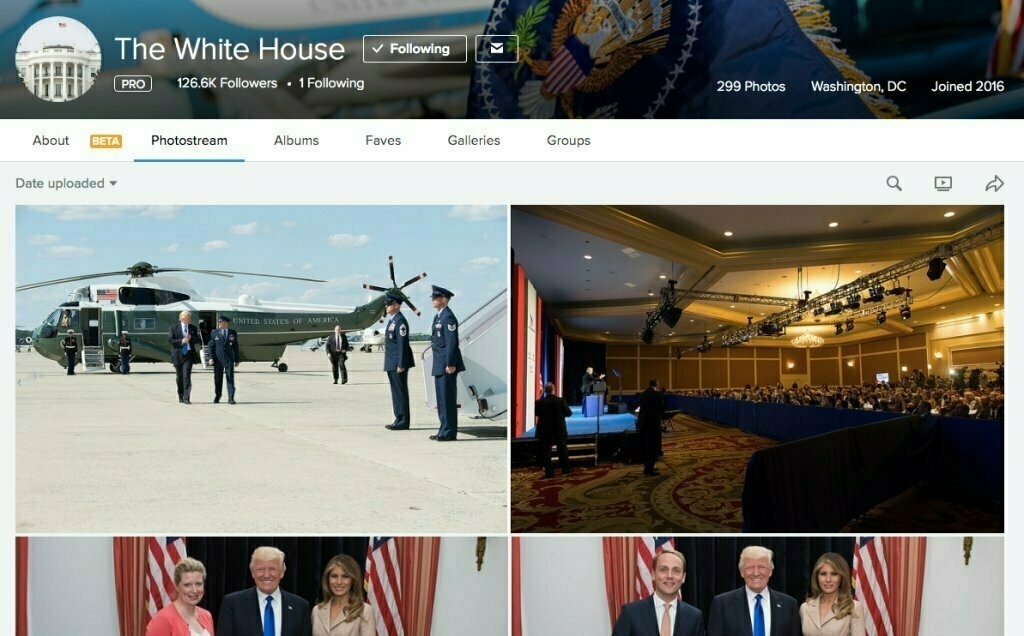 The White House
Following
PRO
126.6K Followers • 1 Following
299 Photos
Washington, DC
Joined 2016
About
BETA
Photostream
Albums
Faves
Galleries
Groups
Date uploaded
UNITED STATES OF AMERICA